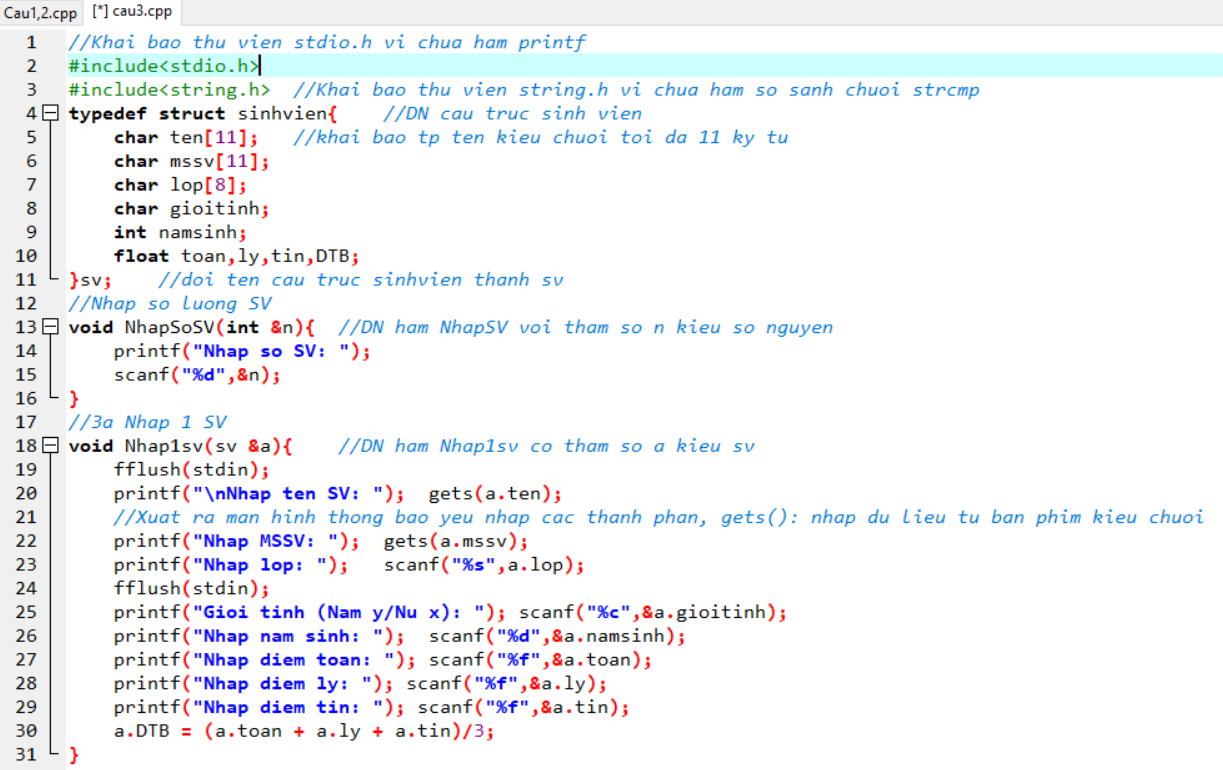 Cau1,2.cpp [*] cau3.cpp
1 //Khai bao thu vien stdio.h vi chua ham printf
2 #include<stdio.h>
3 #include<string.h> //Khai bao thu vien string.h vi chua ham so sanh chuoi strcmp
4 typedef struct sinhvien{ //DN cau truc sinh vien
5 char ten[11]; //khai bao tp ten kieu chuoi toi da 11 ky tu
6 char mssv[11];
7 char lop[8];
8 char gioitinh;
9 int namsinh;
10 float toan,ly,tin,DTB;
11 }sv; //doi ten cau truc sinhvien thanh sv
12 //Nhap so luong SV
13 void NhapSoSV(int &n){ //DN ham NhapSV voi tham so n kieu so nguyen
14 printf("Nhap so SV: ");
15 scanf("%d",&n);
16 }
17 //3a Nhap 1 SV
18 void Nhap1sv(sv &a){ //DN ham Nhap1sv co tham so a kieu sv
19 fflush(stdin);
20 printf("\nNhap ten SV: "); gets(a.ten);
21 //Xuat ra man hinh thong bao yeu nhap cac thanh phan, gets(): nhap du lieu tu ban phim kieu chuoi
22 printf("Nhap MSSV: "); gets(a.mssv);
23 printf("Nhap lop: "); scanf("%s",a.lop);
24 fflush(stdin);
25 printf("Gioi tinh (Nam y/Nu x): "); scanf("%c",&a.gioitinh);
26 printf("Nhap nam sinh: "); scanf("%d",&a.namsinh);
27 printf("Nhap diem toan: "); scanf("%f",&a.toan);
28 printf("Nhap diem ly: "); scanf("%f",&a.ly);
29 printf("Nhap diem tin: "); scanf("%f",&a.tin);
30 a.DTB = (a.toan + a.ly + a.tin)/3;
31 }